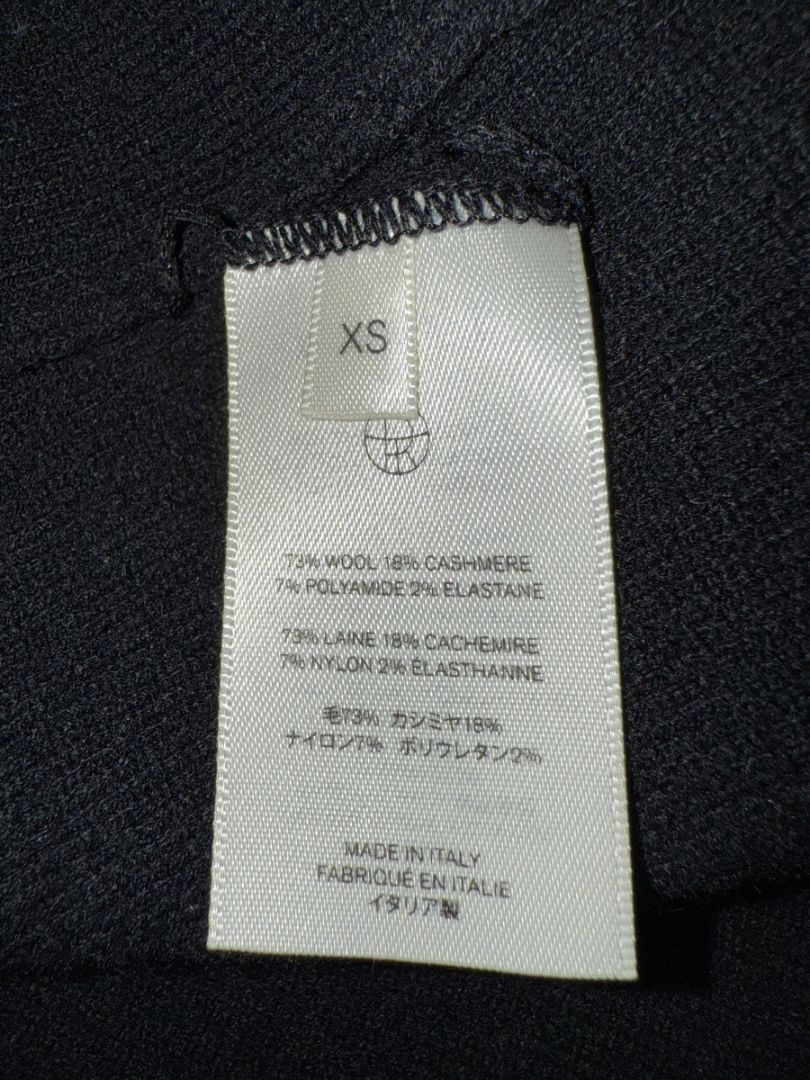 XS
73% WOOL 18% CASHMERE
7% POLYAMIDE 2% ELASTANE
73% LAINE 18% CACHEMIRE
7% NYLON 2% ÉLASTHANNE
毛73% カシミヤ18%
ナイロン7% ポリウレタン2%
MADE IN ITALY
FABRIQUÉ EN ITALIE
イタリア製